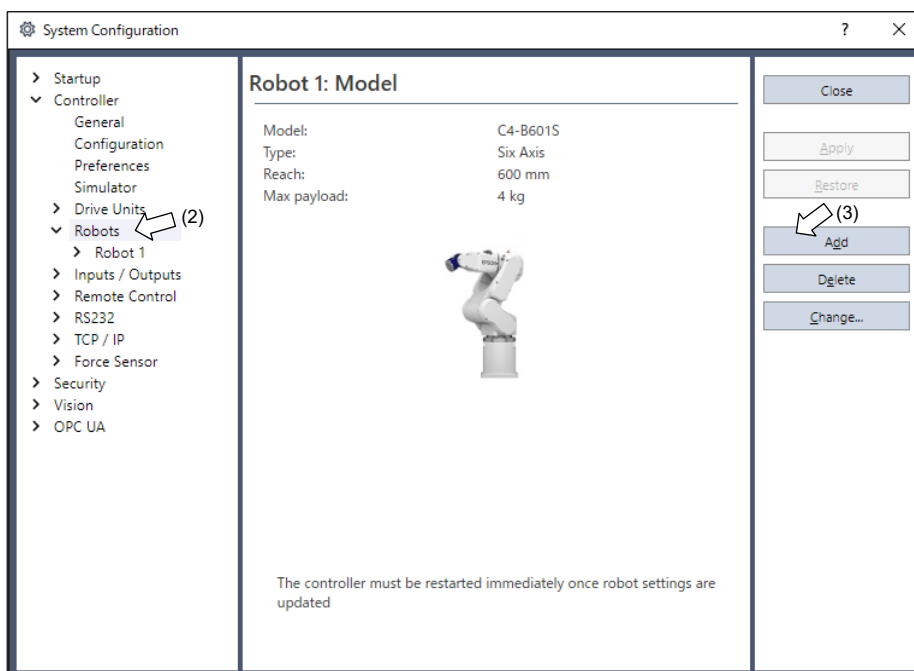 System Configuration
?
Startup
Controller
General
Configuration
Preferences
Simulator
Drive Units
(2)
Robots
Robot 1
Inputs / Outputs
Remote Control
RS232
TCP / IP
Force Sensor
Security
Vision
OPC UA
Robot 1: Model
Model: C4-B601S
Type: Six Axis
Reach: 600 mm
Max payload: 4 kg
EPSON
The controller must be restarted immediately once robot settings are
updated
Close
Apply
Restore
(3)
Add
Delete
Change...